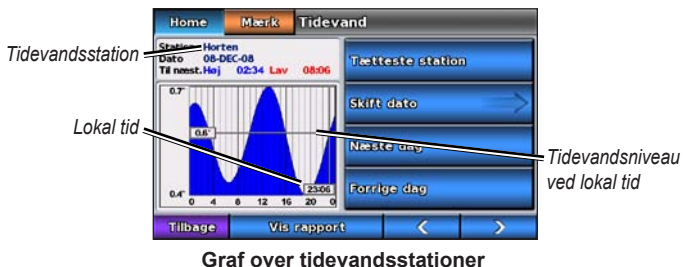 Home Mærk Tidevand
Tidevandsstation
Station Horten
Dato 08-DEC-08
Til næst. Høj 02:34 Lav 08:06
Tætteste station
0.7'
Skift dato
Lokal tid
0.6'
Næste dag
Tidevandsniveau
ved lokal tid
23:06
0.4'
Forrige dag
0 4 8 12 16 20 0
Tilbage Vis rapport < >
Graf over tidevandsstationer